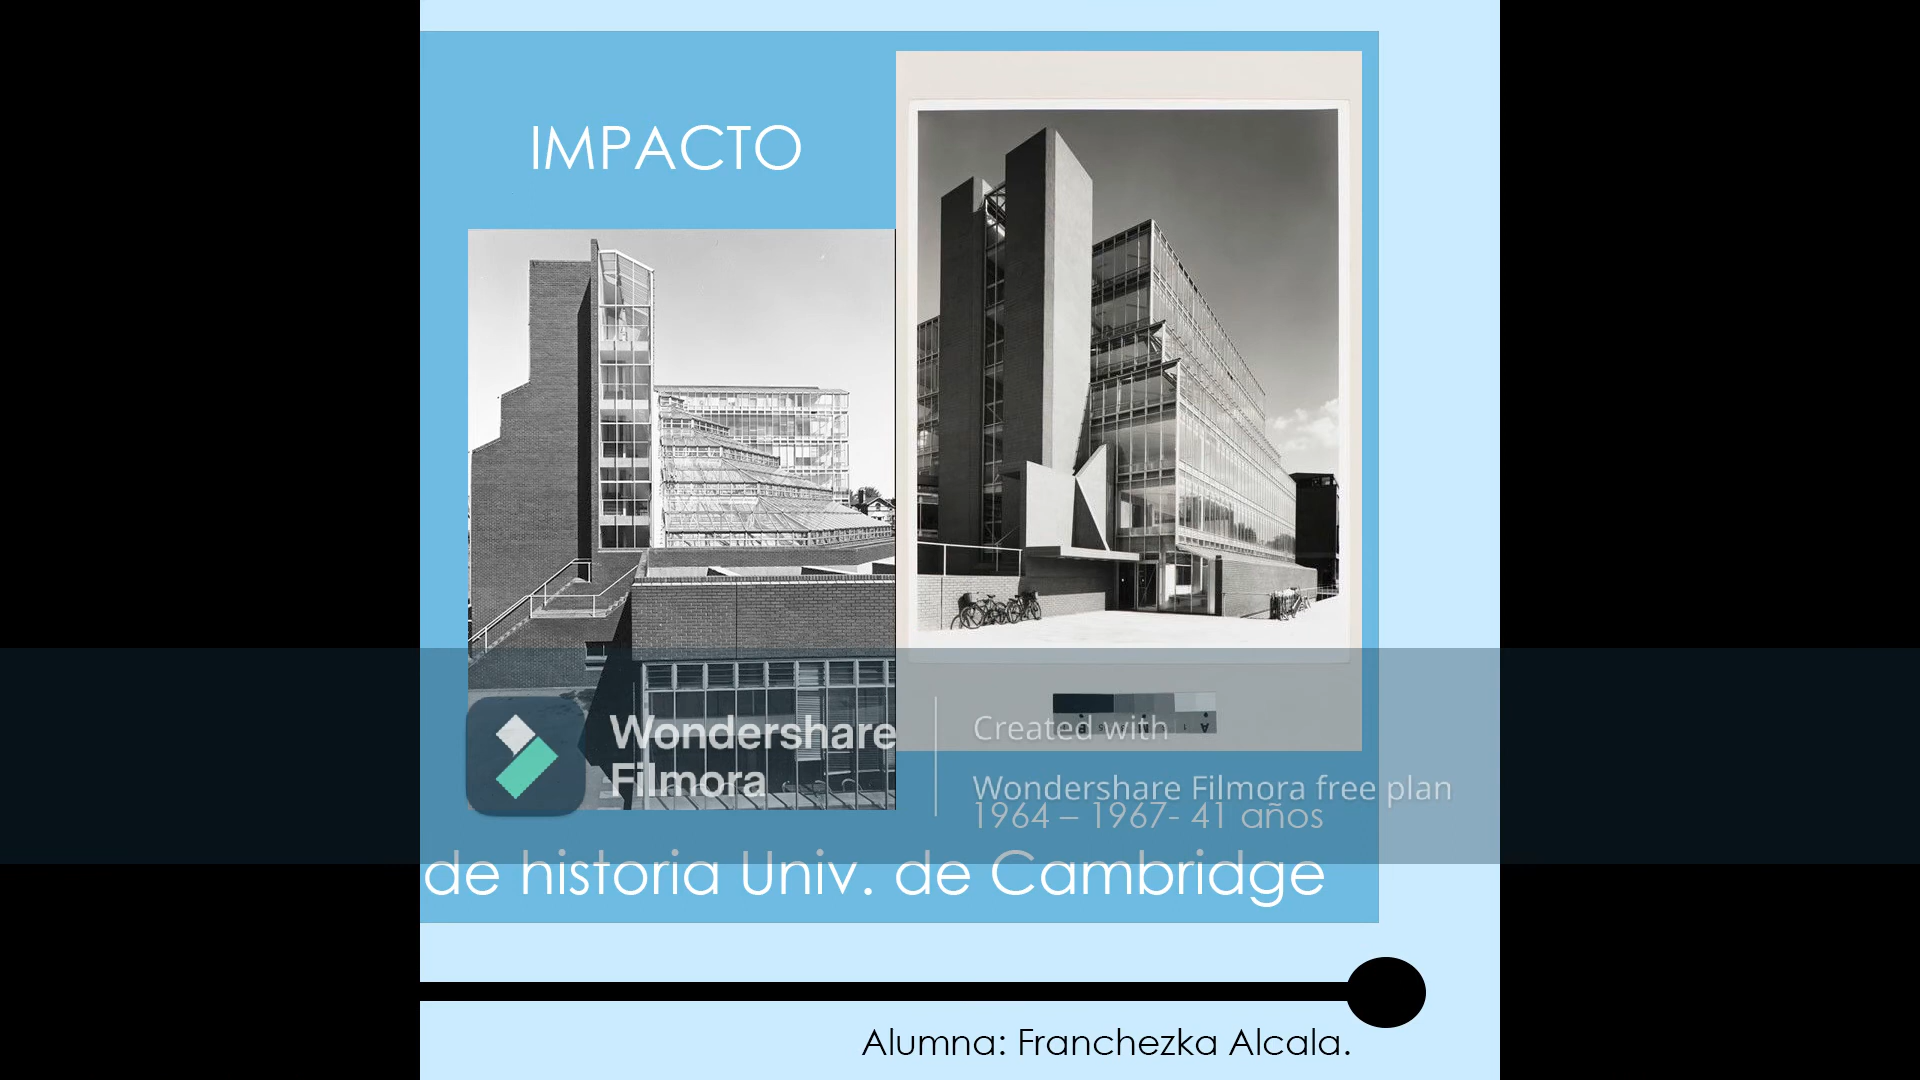 IMPACTO
Wondershare
Filmora
Created with
Wondershare Filmora free plan
1964 – 1967- 41 años
de historia Univ. de Cambridge
Alumna: Franchezka Alcala.